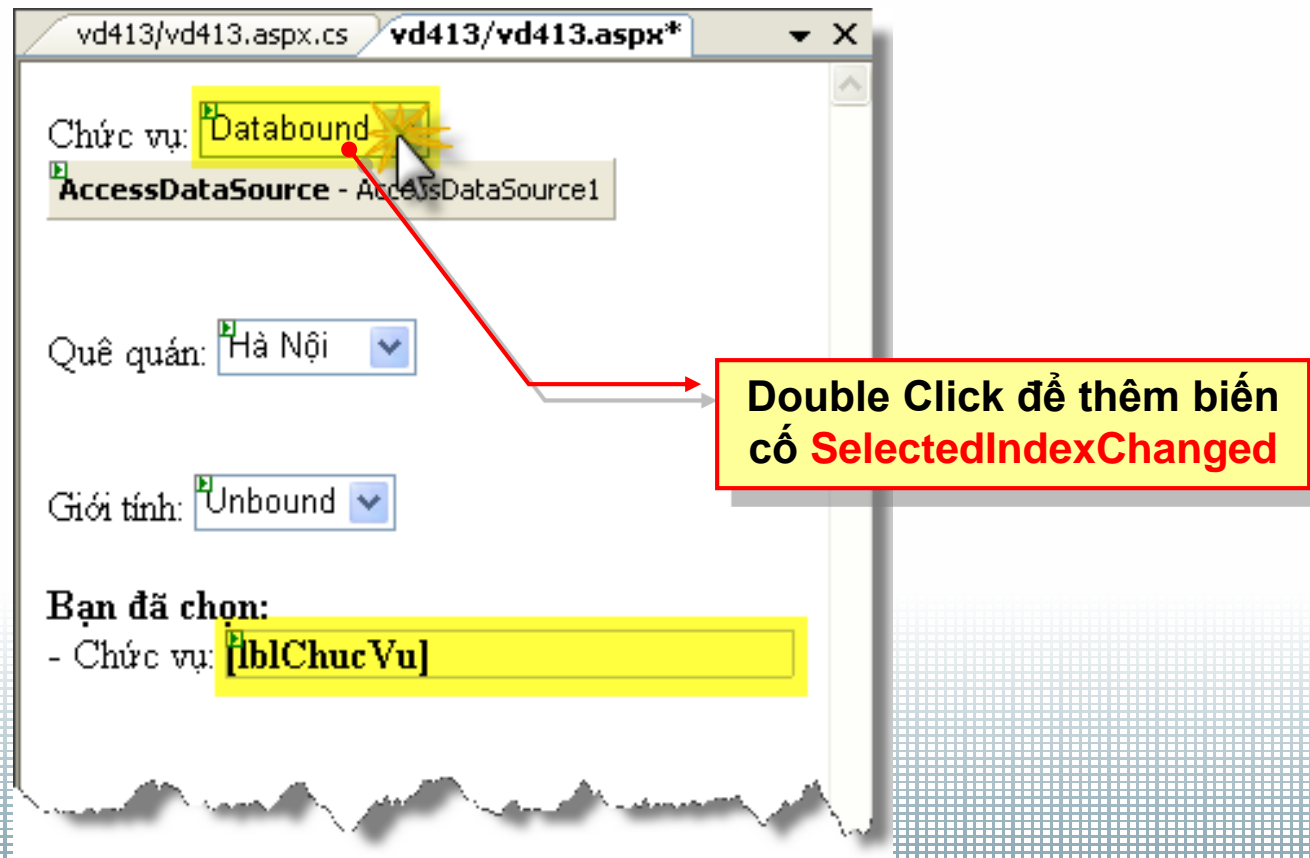 vd413/vd413.aspx.cs vd413/vd413.aspx*
Chức vụ: Databound
AccessDataSource - AccessDataSource1
Quê quán: Hà Nội
Double Click để thêm biến
cố SelectedIndexChanged
Giới tính: Unbound
Bạn đã chọn:
- Chức vụ: [lblChucVu]